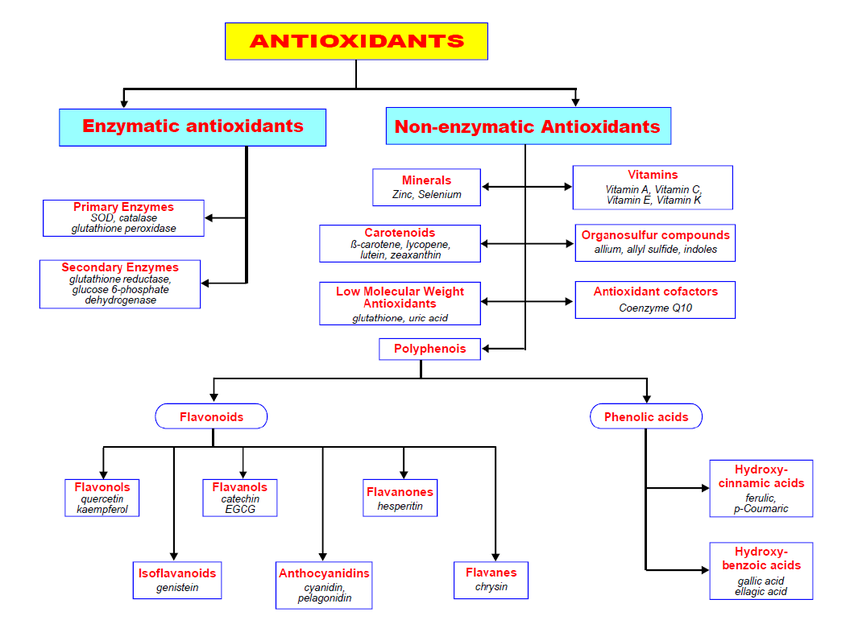 ANTIOXIDANTS
Enzymatic antioxidants
Non-enzymatic Antioxidants
Primary Enzymes
SOD, catalase
glutathione peroxidase
Secondary Enzymes
glutathione reductase,
glucose 6-phosphate
dehydrogenase
Minerals
Zinc, Selenium
Vitamins
Vitamin A, Vitamin C,
Vitamin E, Vitamin K
Carotenoids
ß-carotene, lycopene,
lutein, zeaxanthin
Organosulfur compounds
allium, allyl sulfide, indoles
Low Molecular Weight
Antioxidants
glutathione, uric acid
Antioxidant cofactors
Coenzyme Q10
Polyphenois
Flavonoids
Phenolic acids
Flavonols
quercetin
kaempferol
Flavanols
catechin
EGCG
Flavanones
hesperitin
Isoflavanoids
genistein
Anthocyanidins
cyanidin,
pelagonidin
Flavanes
chrysin
Hydroxy-
cinnamic acids
ferulic,
p-Coumaric
Hydroxy-
benzoic acids
gallic acid
ellagic acid